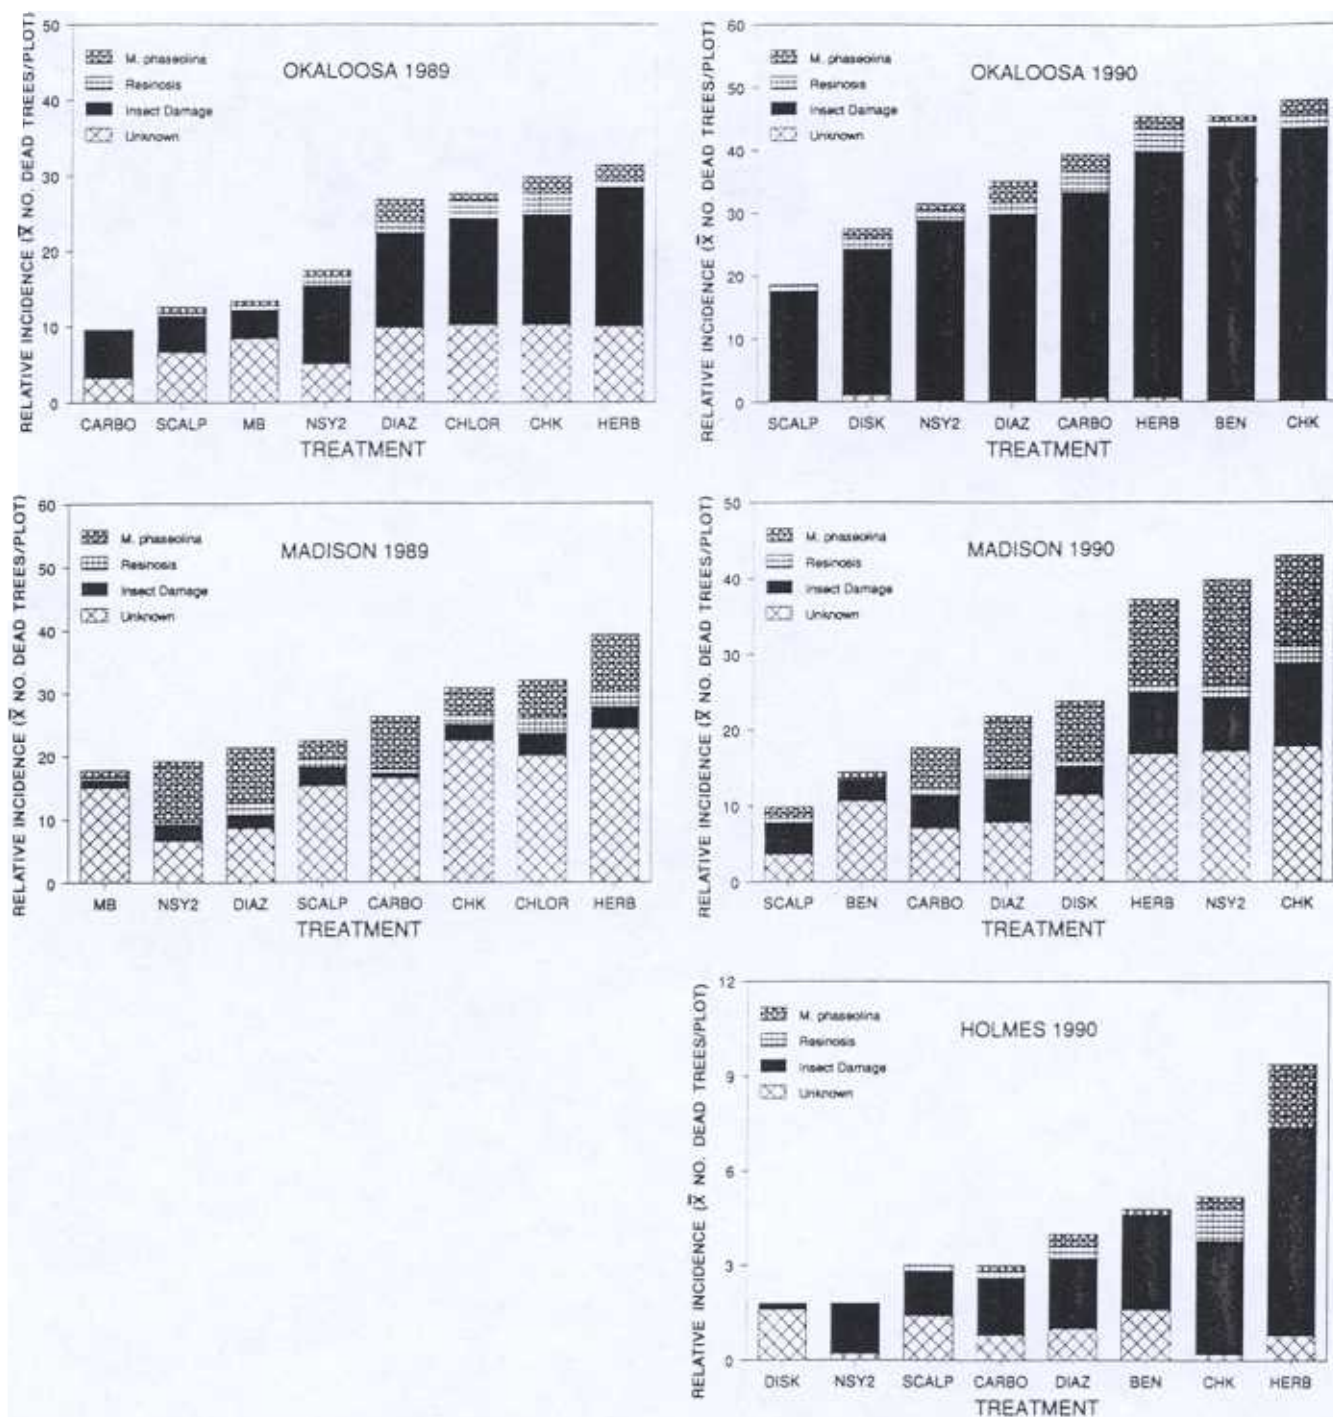 RELATIVE INCIDENCE (X̄ NO. DEAD TREES/PLOT)
50
40
30
20
10
0
M. phaseolina
Resinosis
Insect Damage
Unknown
OKALOOSA 1989
CARBO SCALP MB NSY2 DIAZ CHLOR CHK HERB
TREATMENT
RELATIVE INCIDENCE (X̄ NO. DEAD TREES/PLOT)
60
50
40
30
20
10
0
M. phaseolina
Resinosis
Insect Damage
Unknown
OKALOOSA 1990
SCALP DISK NSY2 DIAZ CARBO HERB BEN CHK
TREATMENT
RELATIVE INCIDENCE (X̄ NO. DEAD TREES/PLOT)
60
50
40
30
20
10
0
M. phaseolina
Resinosis
Insect Damage
Unknown
MADISON 1989
MB NSY2 DIAZ SCALP CARBO CHK CHLOR HERB
TREATMENT
RELATIVE INCIDENCE (X̄ NO. DEAD TREES/PLOT)
50
40
30
20
10
0
M. phaseolina
Resinosis
Insect Damage
Unknown
MADISON 1990
SCALP BEN CARBO DIAZ DISK HERB NSY2 CHK
TREATMENT
RELATIVE INCIDENCE (X̄ NO. DEAD TREES/PLOT)
12
9
6
3
0
M. phaseolina
Resinosis
Insect Damage
Unknown
HOLMES 1990
DISK NSY2 SCALP CARBO DIAZ BEN CHK HERB
TREATMENT